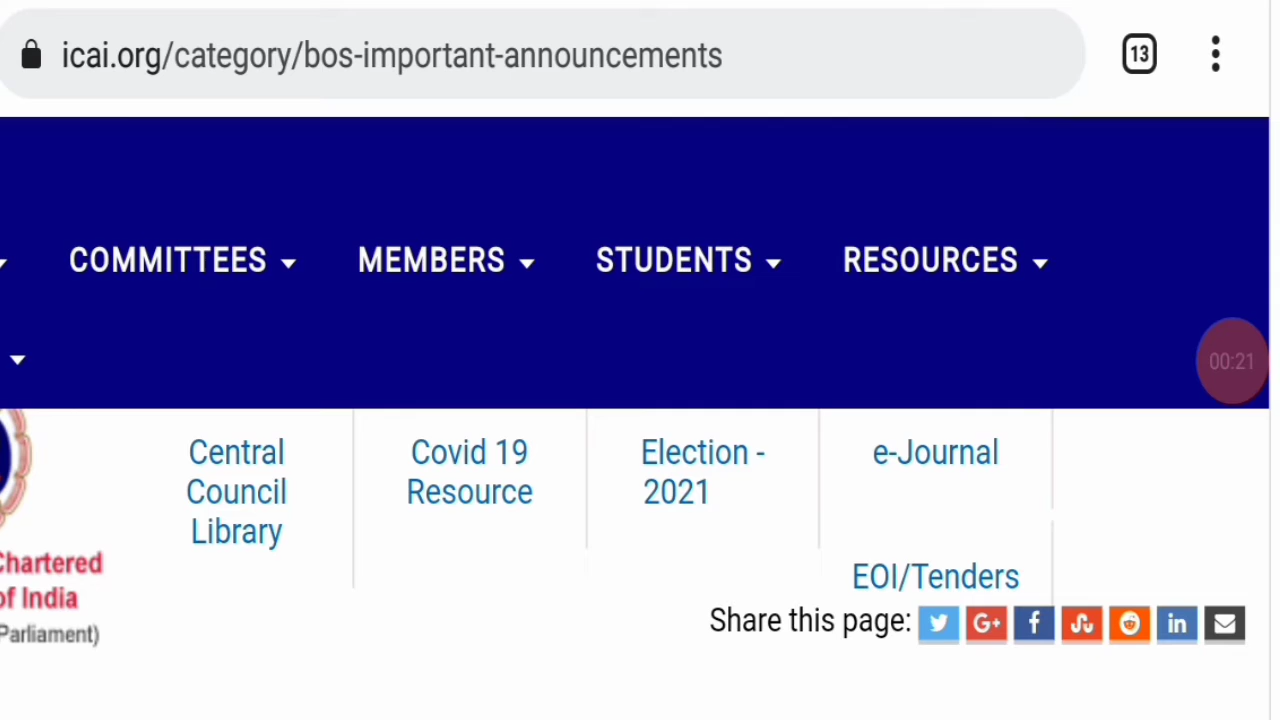 icai.org/category/bos-important-announcements
13
COMMITTEES
MEMBERS
STUDENTS
RESOURCES
00:21
Central
Council
Library
Covid 19
Resource
Election -
2021
e-Journal
EOI/Tenders
Chartered
of India
Parliament)
Share this page:
G+
f
in